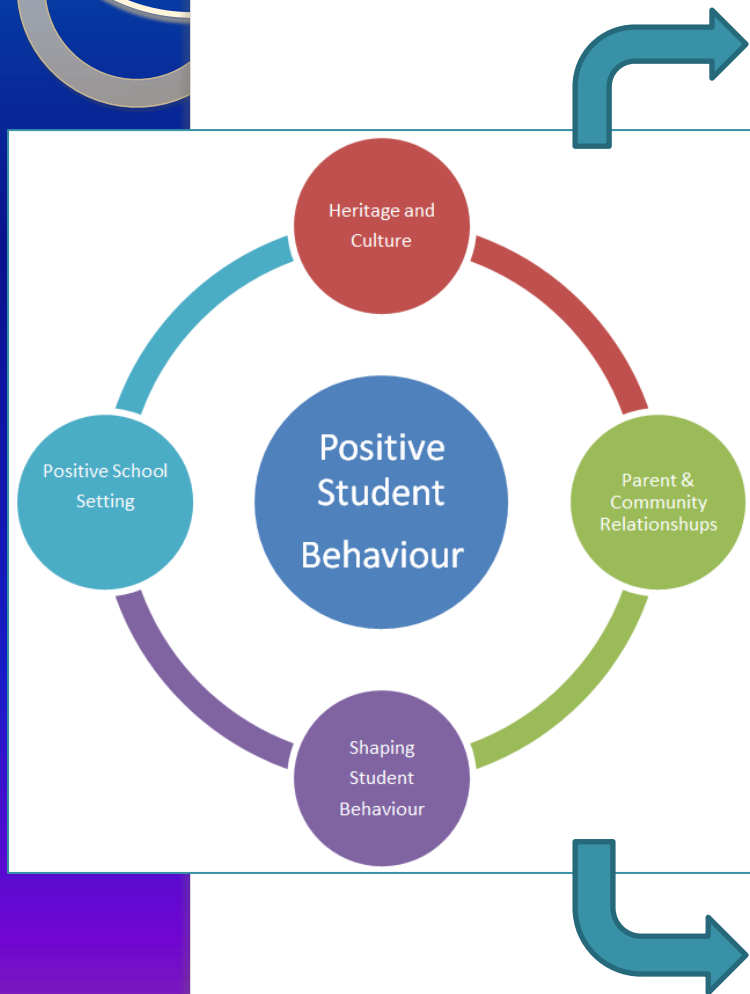 Heritage and
Culture
Positive School
Setting
Positive
Student
Behaviour
Parent &
Community
Relationshups
Shaping
Student
Behaviour